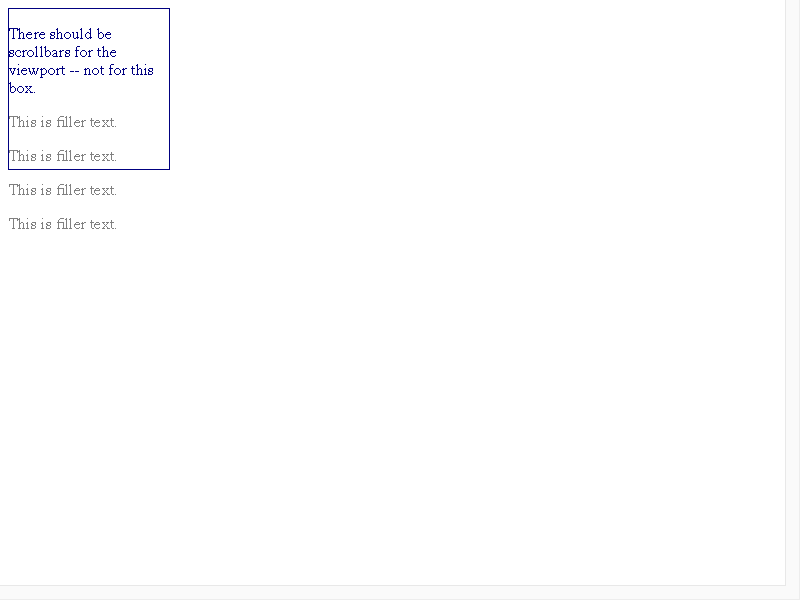 There should be
scrollbars for the
viewport -- not for this
box.
This is filler text.
This is filler text.
This is filler text.
This is filler text.